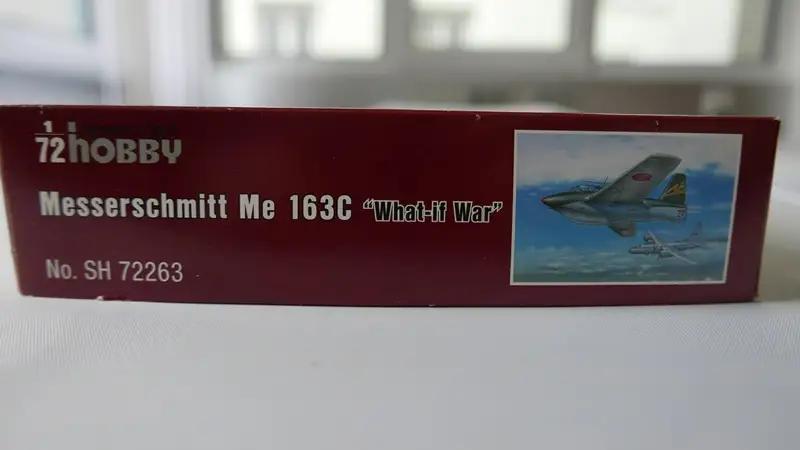 1
72 HOBBY
Messerschmitt Me 163C "What-if War"
No. SH 72263